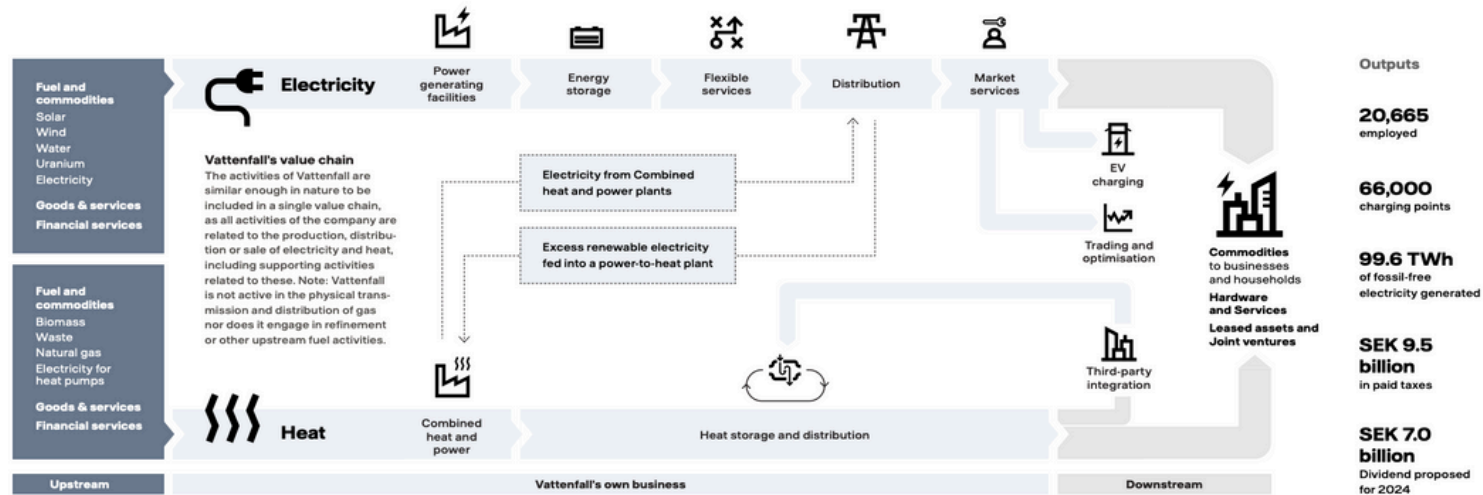 Fuel and
commodities
Solar
Wind
Water
Uranium
Electricity
Goods & services
Financial services
Electricity
Power
generating
facilities
Energy
storage
Flexible
services
Distribution
Market
services
Vattenfall's value chain
The activities of Vattenfall are
similar enough in nature to be
included in a single value chain,
as all activities of the company are
related to the production, distribu-
tion or sale of electricity and heat,
including supporting activities
related to these. Note: Vattenfall
is not active in the physical trans-
mission and distribution of gas
nor does it engage in refinement
or other upstream fuel activities.
Electricity from Combined
heat and power plants
Excess renewable electricity
fed into a power-to-heat plant
EV
charging
Trading and
optimisation
Third-party
integration
Commodities
to businesses
and households
Hardware
and Services
Leased assets and
Joint ventures
Fuel and
commodities
Biomass
Waste
Natural gas
Electricity for
heat pumps
Goods & services
Financial services
Heat
Combined
heat and
power
Heat storage and distribution
Upstream
Vattenfall's own business
Downstream
Outputs
20,665
employed
66,000
charging points
99.6 TWh
of fossil-free
electricity generated
SEK 9.5
billion
in paid taxes
SEK 7.0
billion
Dividend proposed
for 2024